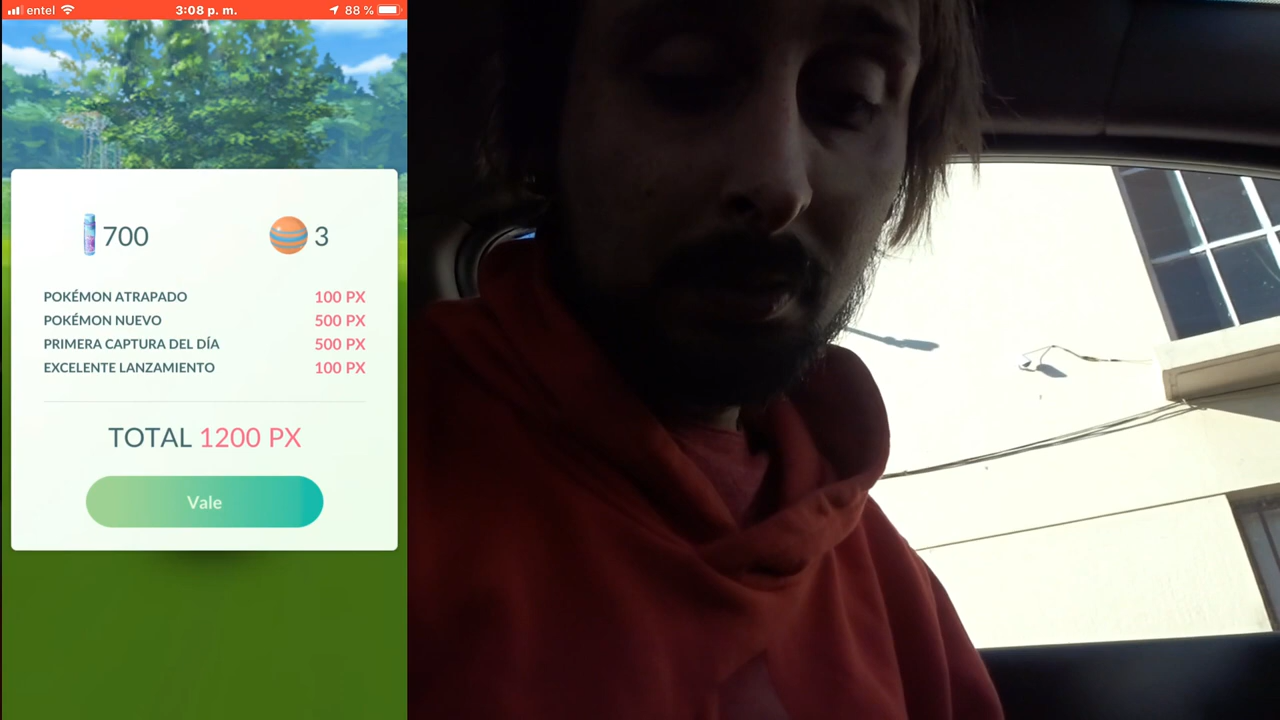 entel 3:08 p. m. 88 %
700 3
POKÉMON ATRAPADO 100 PX
POKÉMON NUEVO 500 PX
PRIMERA CAPTURA DEL DÍA 500 PX
EXCELENTE LANZAMIENTO 100 PX
TOTAL 1200 PX
Vale